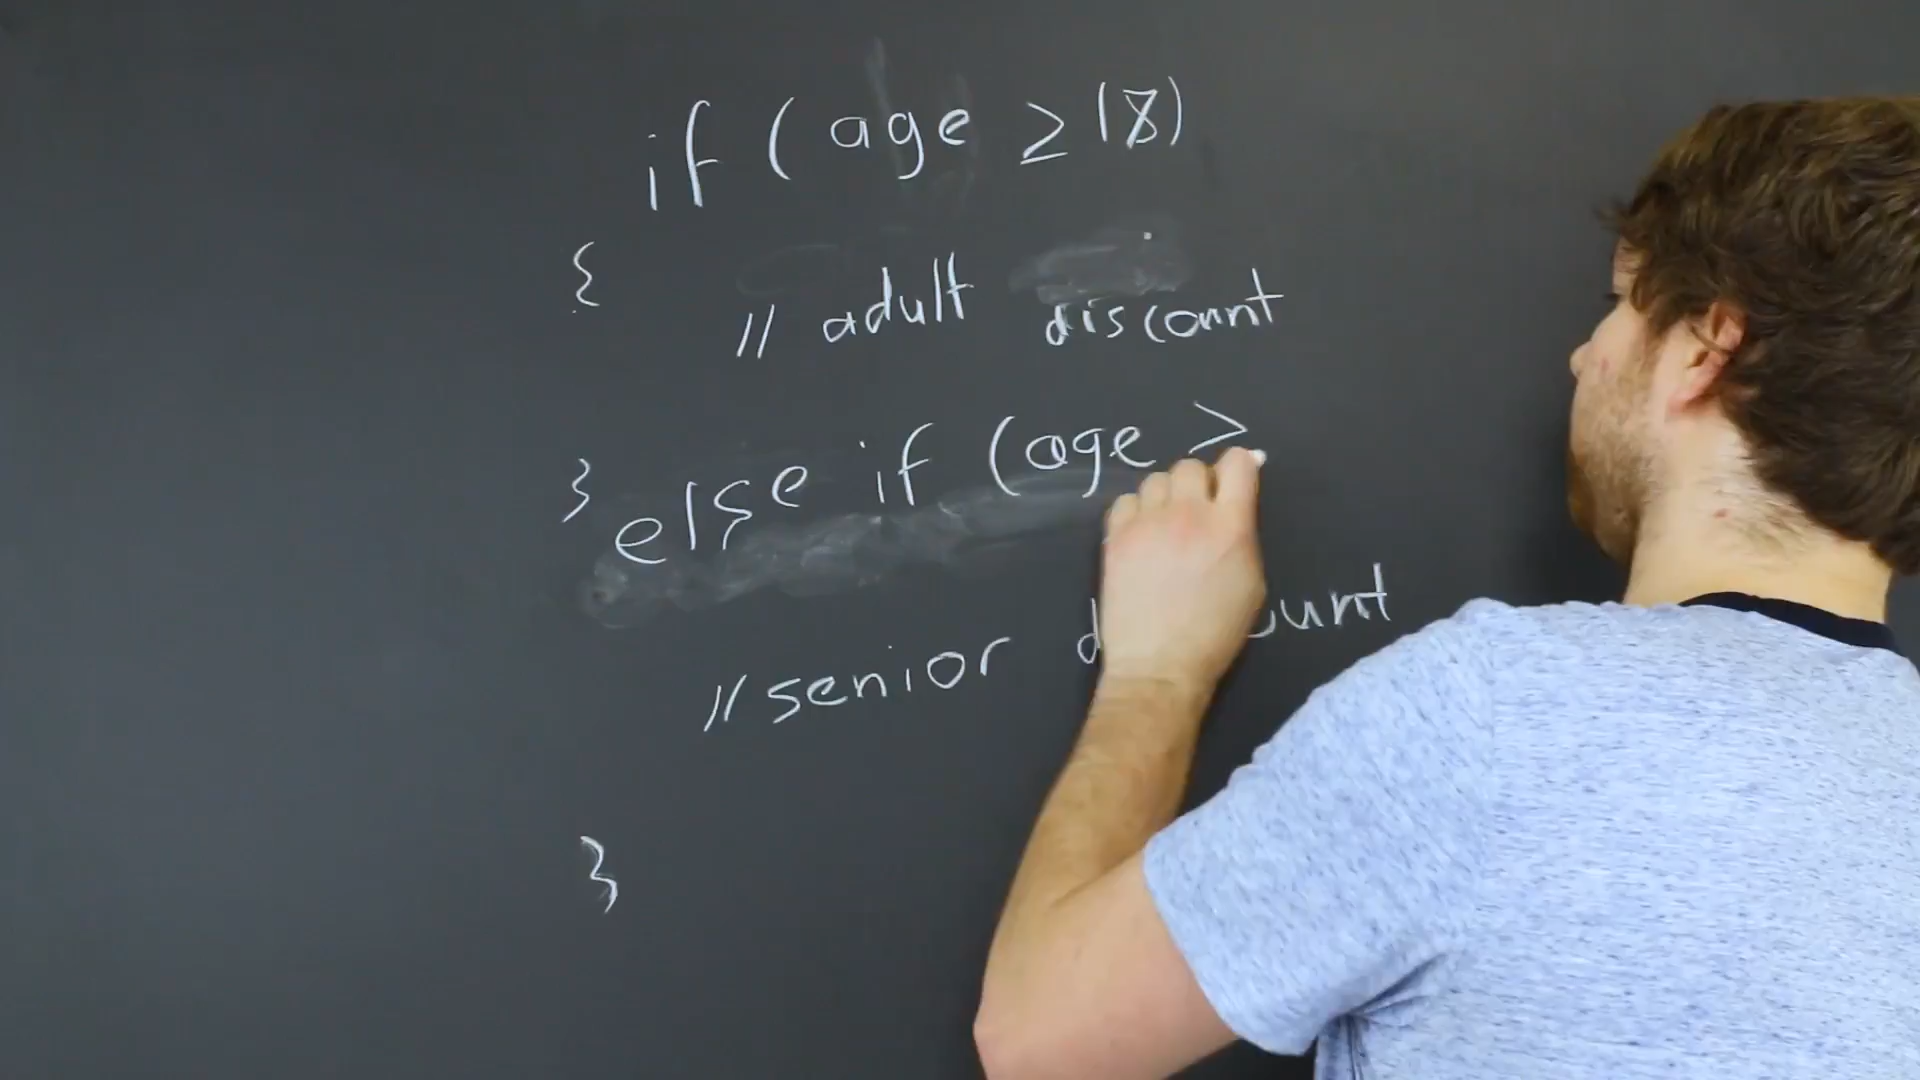 if ( age ≥ 18)
{
// adult discount
} else if (age >
// senior
}